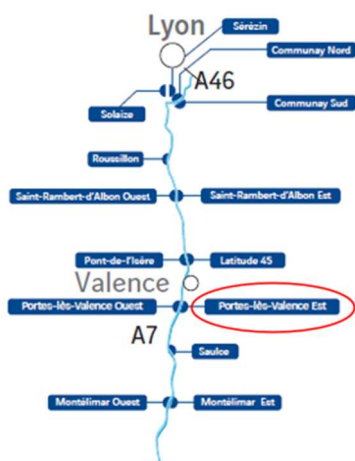 Lyon
Sérézin
Communay Nord
A46
Solaize
Communay Sud
Roussillon
Saint-Rambert-d'Albon Ouest
Saint-Rambert-d'Albon Est
Pont-de-l'Isère
Latitude 45
Valence
Portes-lès-Valence Ouest
Portes-lès-Valence Est
A7
Saulce
Montélimar Ouest
Montélimar Est